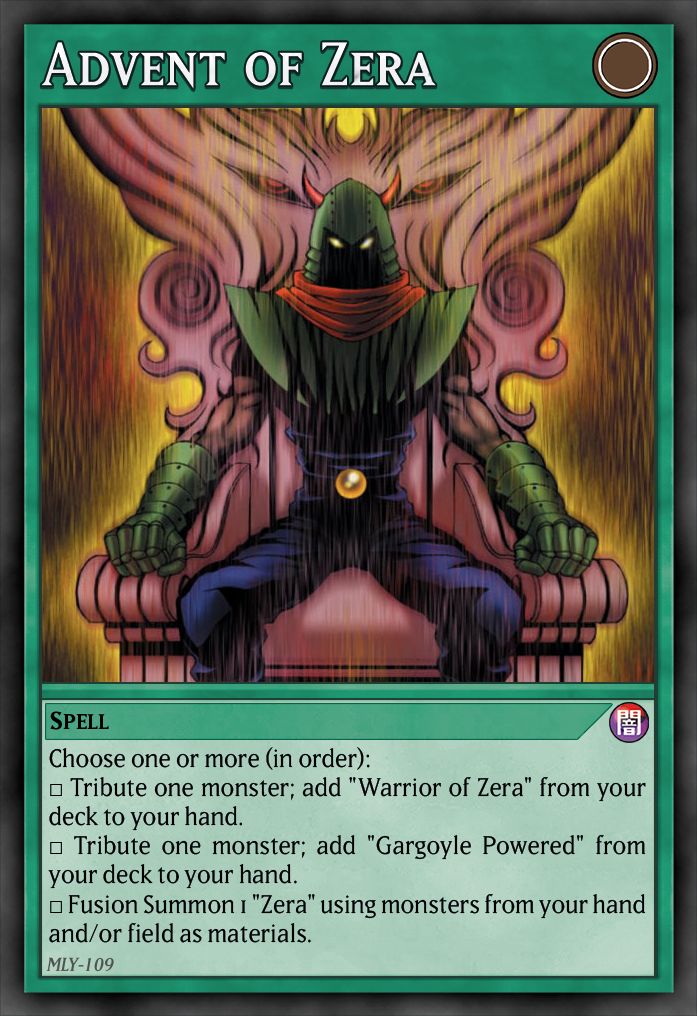 Advent of Zera
Spell
闇
Choose one or more (in order):
□ Tribute one monster; add "Warrior of Zera" from your
deck to your hand.
□ Tribute one monster; add "Gargoyle Powered" from
your deck to your hand.
□ Fusion Summon 1 "Zera" using monsters from your hand
and/or field as materials.
MLY-109